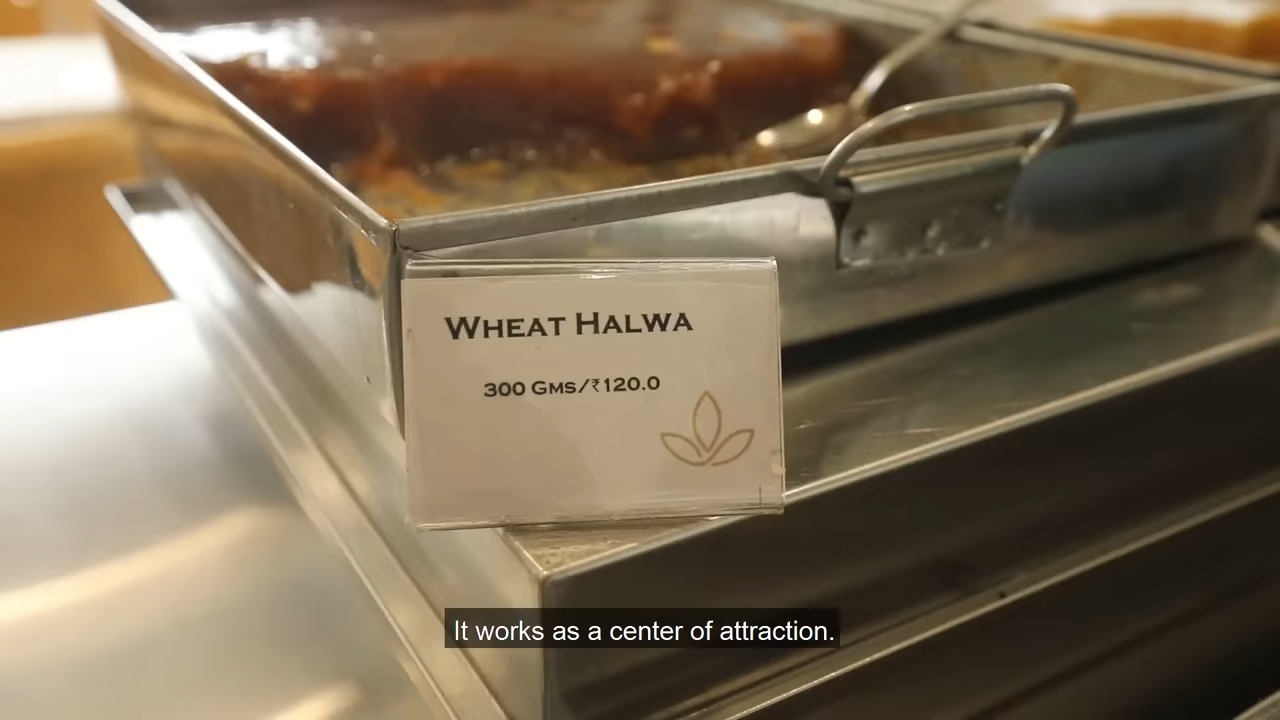 WHEAT HALWA
300 GMS/₹120.0
It works as a center of attraction.